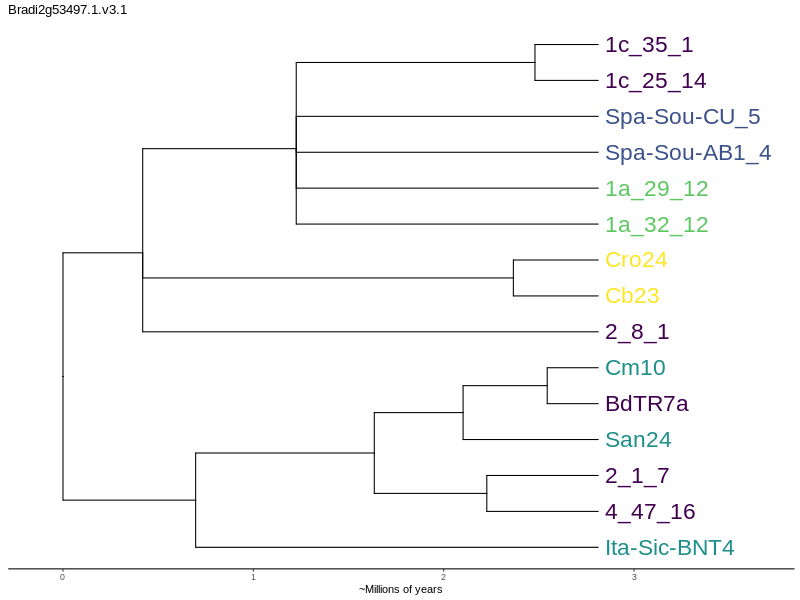 Bradi2g53497.1.v3.1
1c_35_1
1c_25_14
Spa-Sou-CU_5
Spa-Sou-AB1_4
1a_29_12
1a_32_12
Cro24
Cb23
2_8_1
Cm10
BdTR7a
San24
2_1_7
4_47_16
Ita-Sic-BNT4
0 1 2 3
~Millions of years